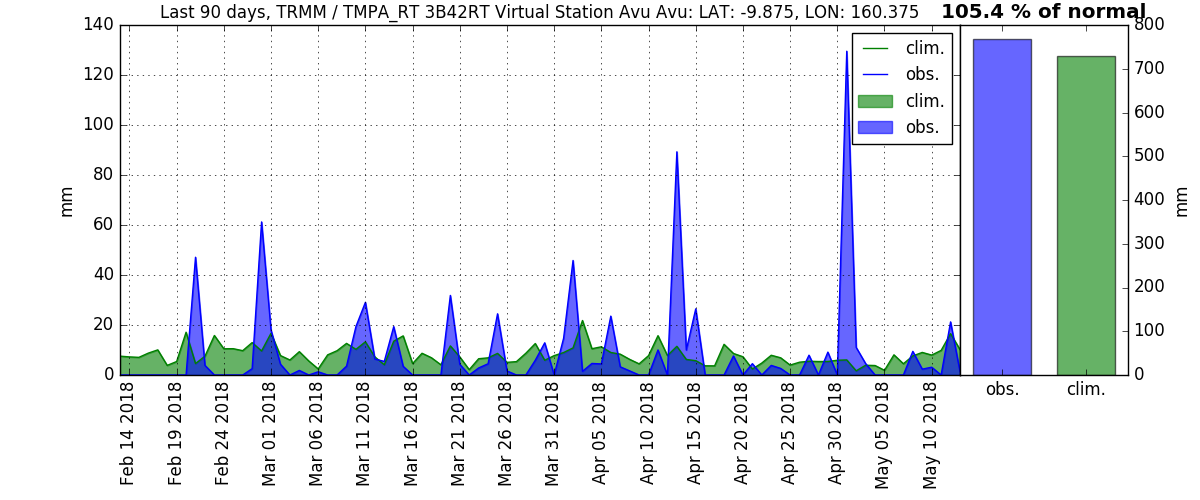 Last 90 days, TRMM / TMPA_RT 3B42RT Virtual Station Avu Avu: LAT: -9.875, LON: 160.375
105.4 % of normal
140
120
100
80
60
40
20
0
mm
clim.
obs.
clim.
obs.
800
700
600
500
400
300
200
100
0
mm
obs.
clim.
Feb 14 2018
Feb 19 2018
Feb 24 2018
Mar 01 2018
Mar 06 2018
Mar 11 2018
Mar 16 2018
Mar 21 2018
Mar 26 2018
Mar 31 2018
Apr 05 2018
Apr 10 2018
Apr 15 2018
Apr 20 2018
Apr 25 2018
Apr 30 2018
May 05 2018
May 10 2018